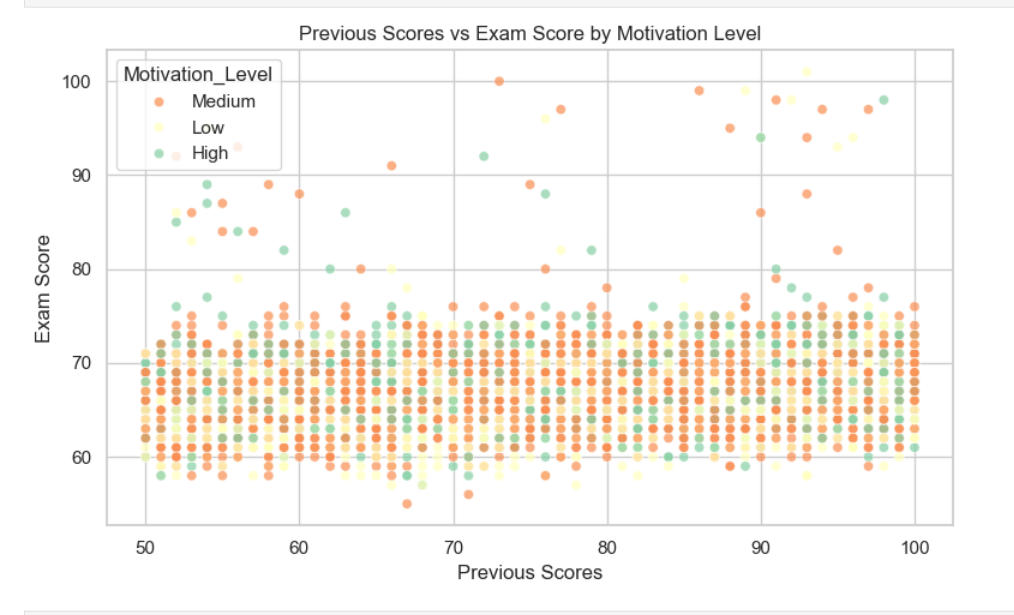 Previous Scores vs Exam Score by Motivation Level
Motivation_Level
Medium
Low
High
Exam Score
100
90
80
70
60
50 60 70 80 90 100
Previous Scores